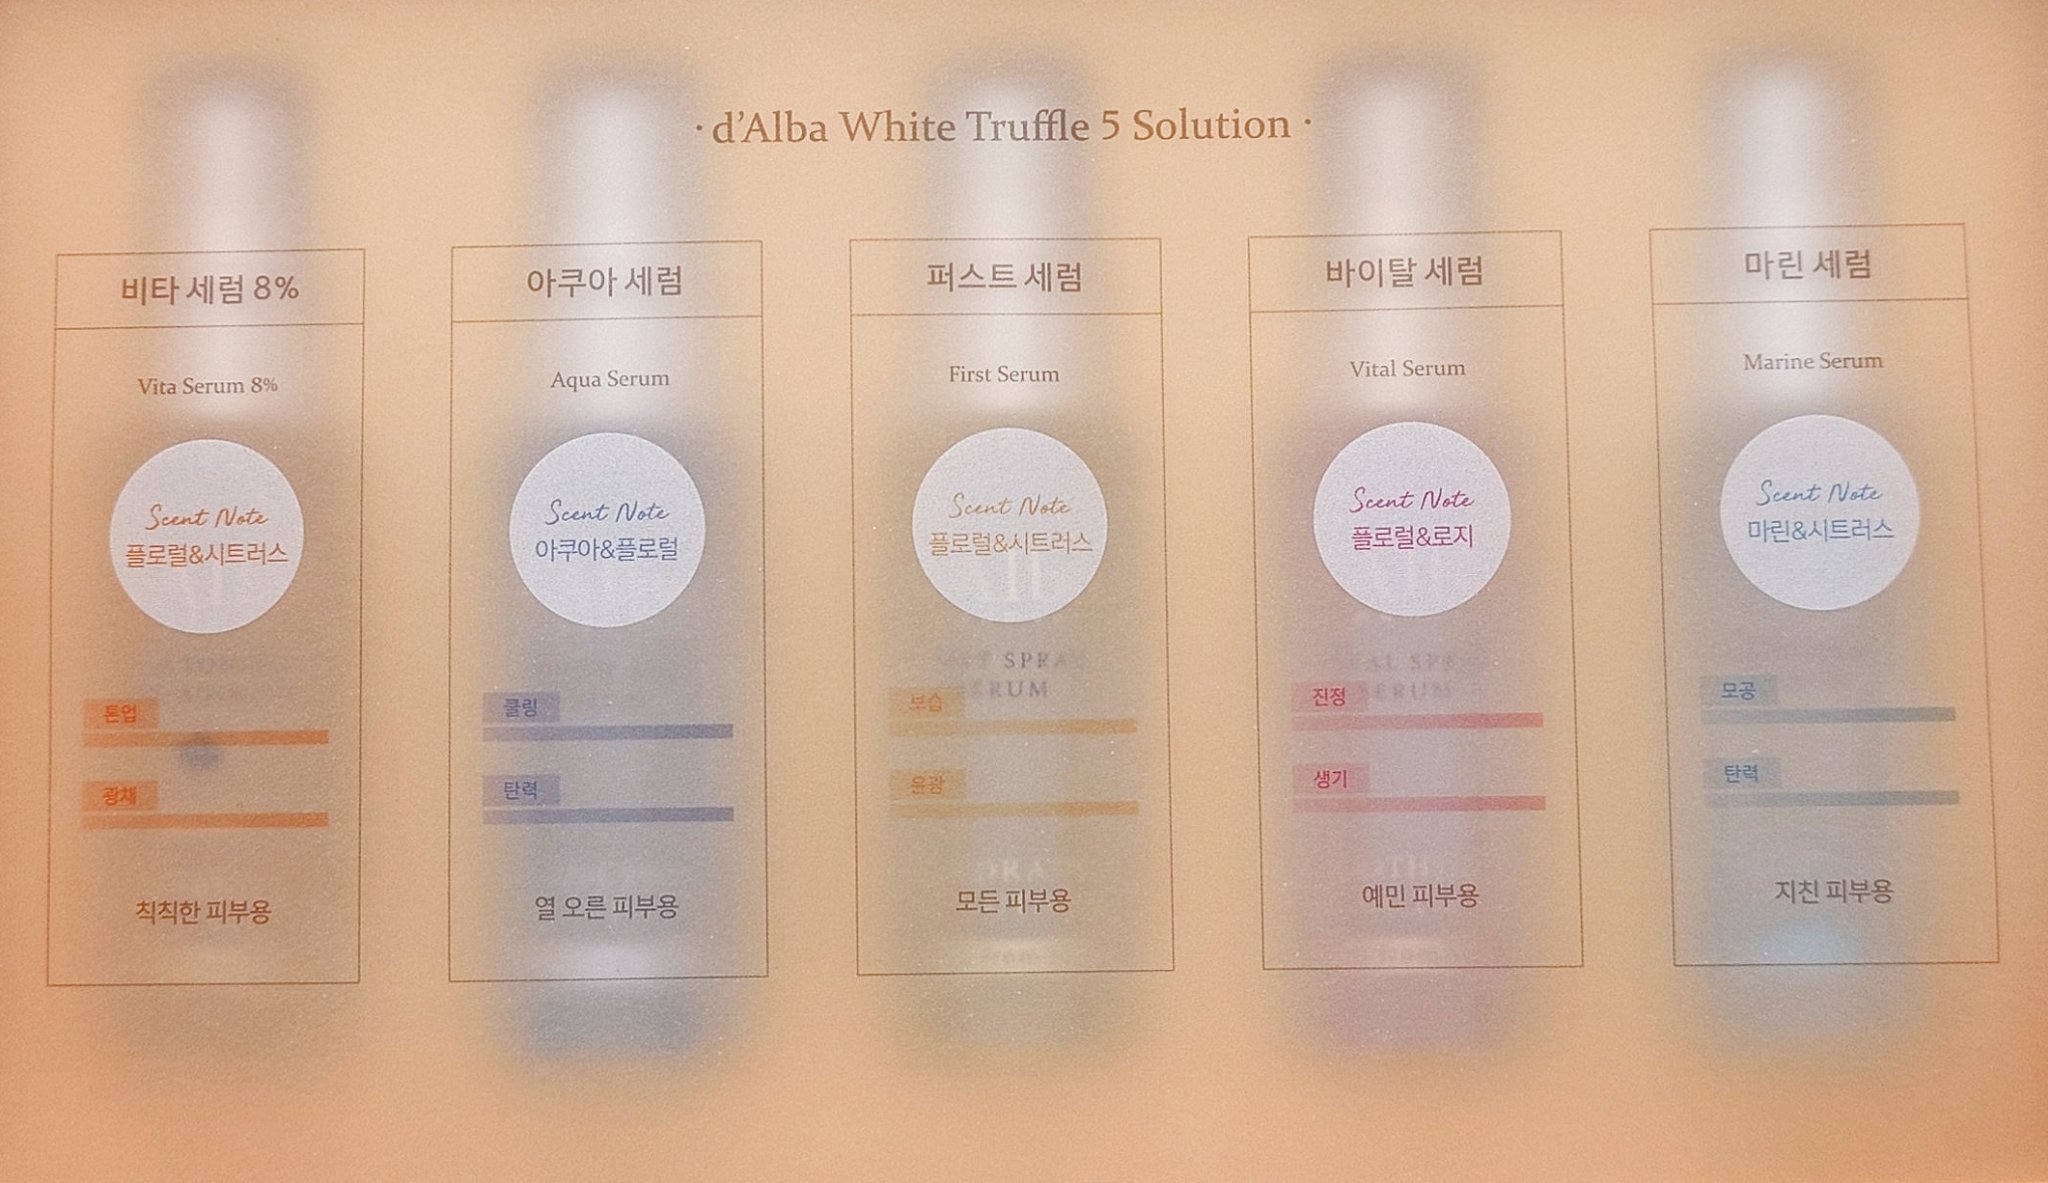 · d'Alba White Truffle 5 Solution ·
비타 세럼 8%
Vita Serum 8%
Scent Note
플로럴&시트러스
톤업
광채
칙칙한 피부용
아쿠아 세럼
Aqua Serum
Scent Note
아쿠아&플로럴
쿨링
탄력
열 오른 피부용
퍼스트 세럼
First Serum
Scent Note
플로럴&시트러스
SPRAY
SERUM
보습
윤광
모든 피부용
바이탈 세럼
Vital Serum
Scent Note
플로럴&로지
SERUM
진정
생기
예민 피부용
마린 세럼
Marine Serum
Scent Note
마린&시트러스
모공
탄력
지친 피부용